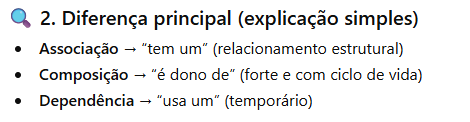 🔍 2. Diferença principal (explicação simples)
• Associação → “tem um” (relacionamento estrutural)
• Composição → “é dono de” (forte e com ciclo de vida)
• Dependência → “usa um” (temporário)